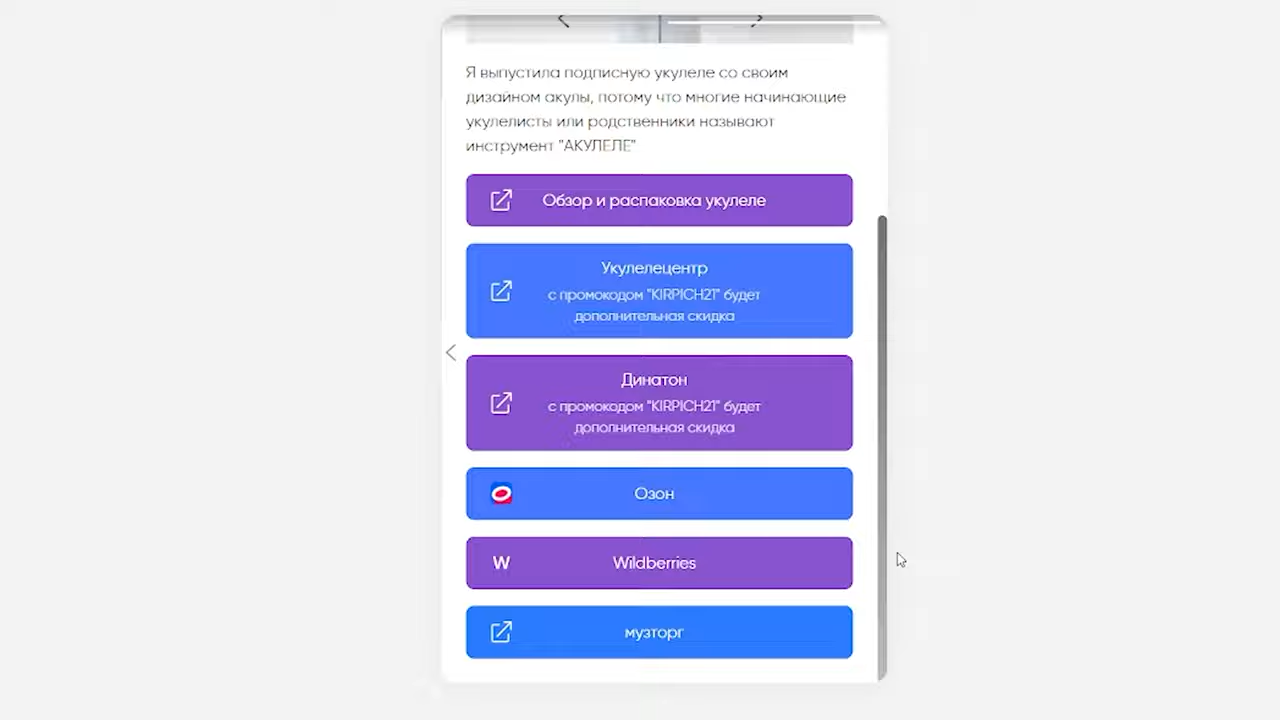 Я выпустила подписную укулеле со своим
дизайном акулы, потому что многие начинающие
укулелисты или родственники называют
инструмент "АКУЛЕЛЕ"
Обзор и распаковка укулеле
Укулелецентр
с промокодом "KIRPICH21" будет
дополнительная скидка
Динатон
с промокодом "KIRPICH21" будет
дополнительная скидка
Озон
W Wildberries
музторг